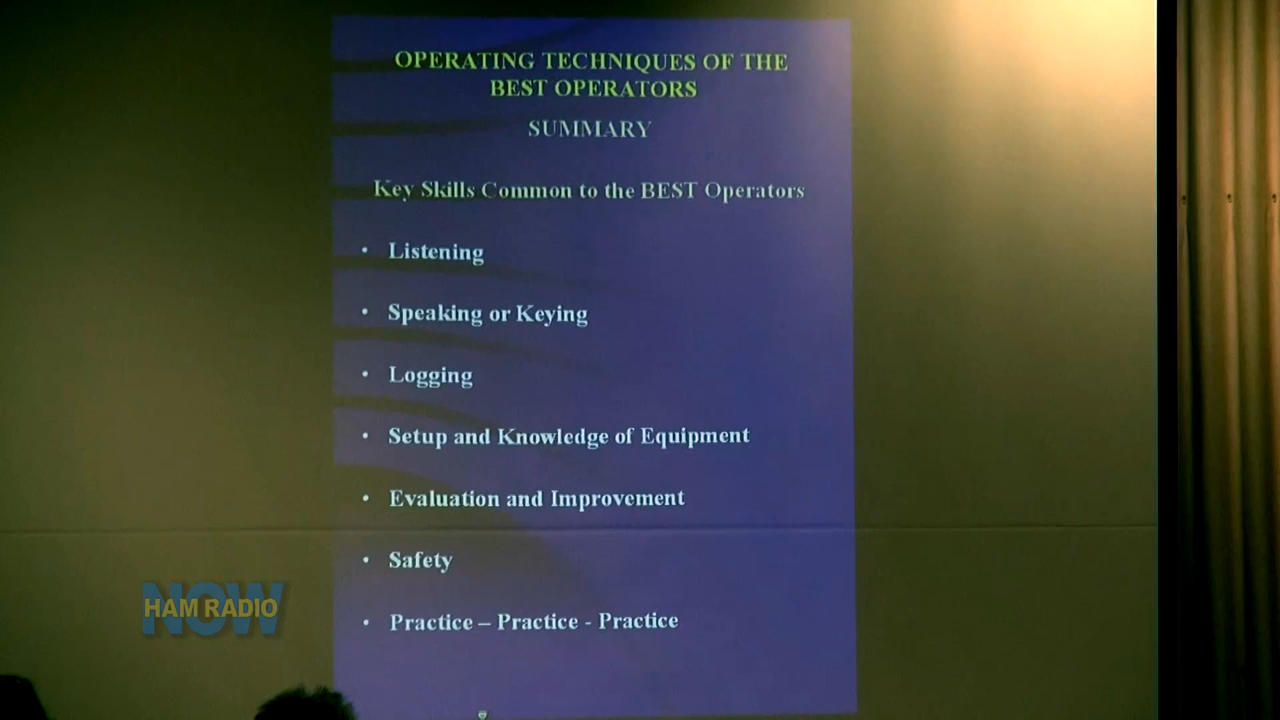 OPERATING TECHNIQUES OF THE
BEST OPERATORS
SUMMARY
Key Skills Common to the BEST Operators
• Listening
• Speaking or Keying
• Logging
• Setup and Knowledge of Equipment
• Evaluation and Improvement
• Safety
• Practice – Practice - Practice
NOW
HAM RADIO